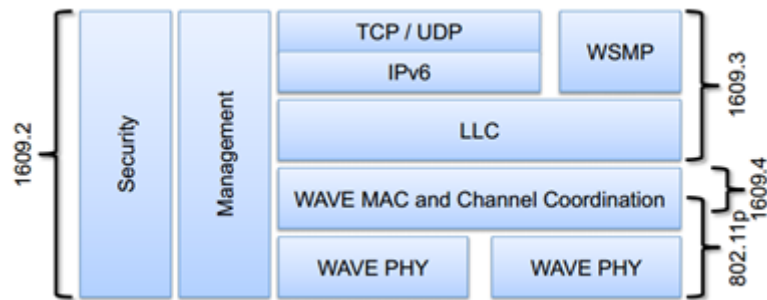 1609.2
Security
Management
TCP / UDP
IPv6
WSMP
LLC
WAVE MAC and Channel Coordination
WAVE PHY
WAVE PHY
1609.3
1609.4
802.11p